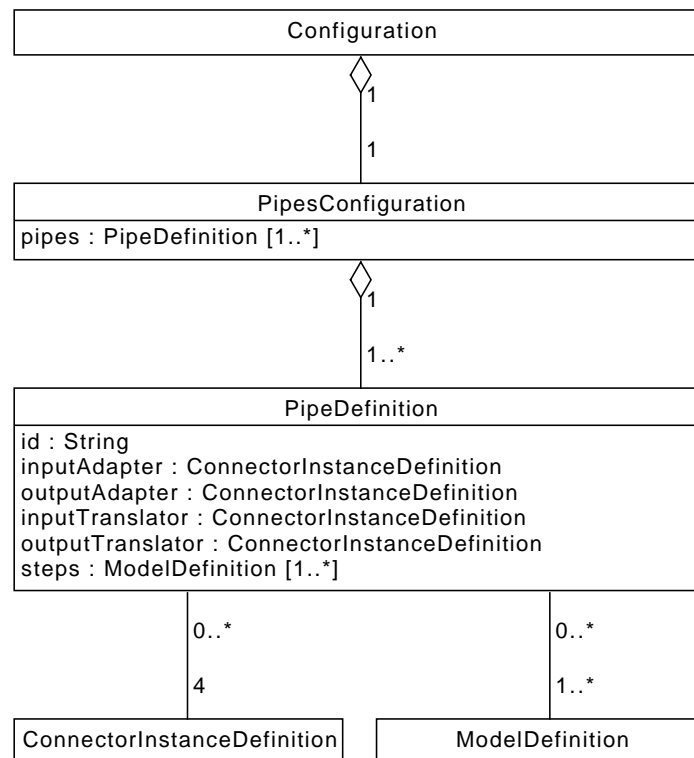 Configuration
1
1
PipesConfiguration
pipes : PipeDefinition [1..*]
1
1..*
PipeDefinition
id : String
inputAdapter : ConnectorInstanceDefinition
outputAdapter : ConnectorInstanceDefinition
inputTranslator : ConnectorInstanceDefinition
outputTranslator : ConnectorInstanceDefinition
steps : ModelDefinition [1..*]
0..* 0..*
4 1..*
ConnectorInstanceDefinition ModelDefinition